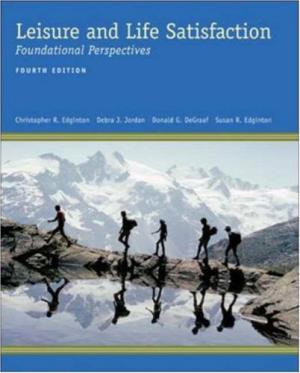 Leisure and Life Satisfaction
Foundational Perspectives
FOURTH EDITION
Christopher R. Edginton | Debra J. Jordan | Donald G. DeGraaf | Susan R. Edginton